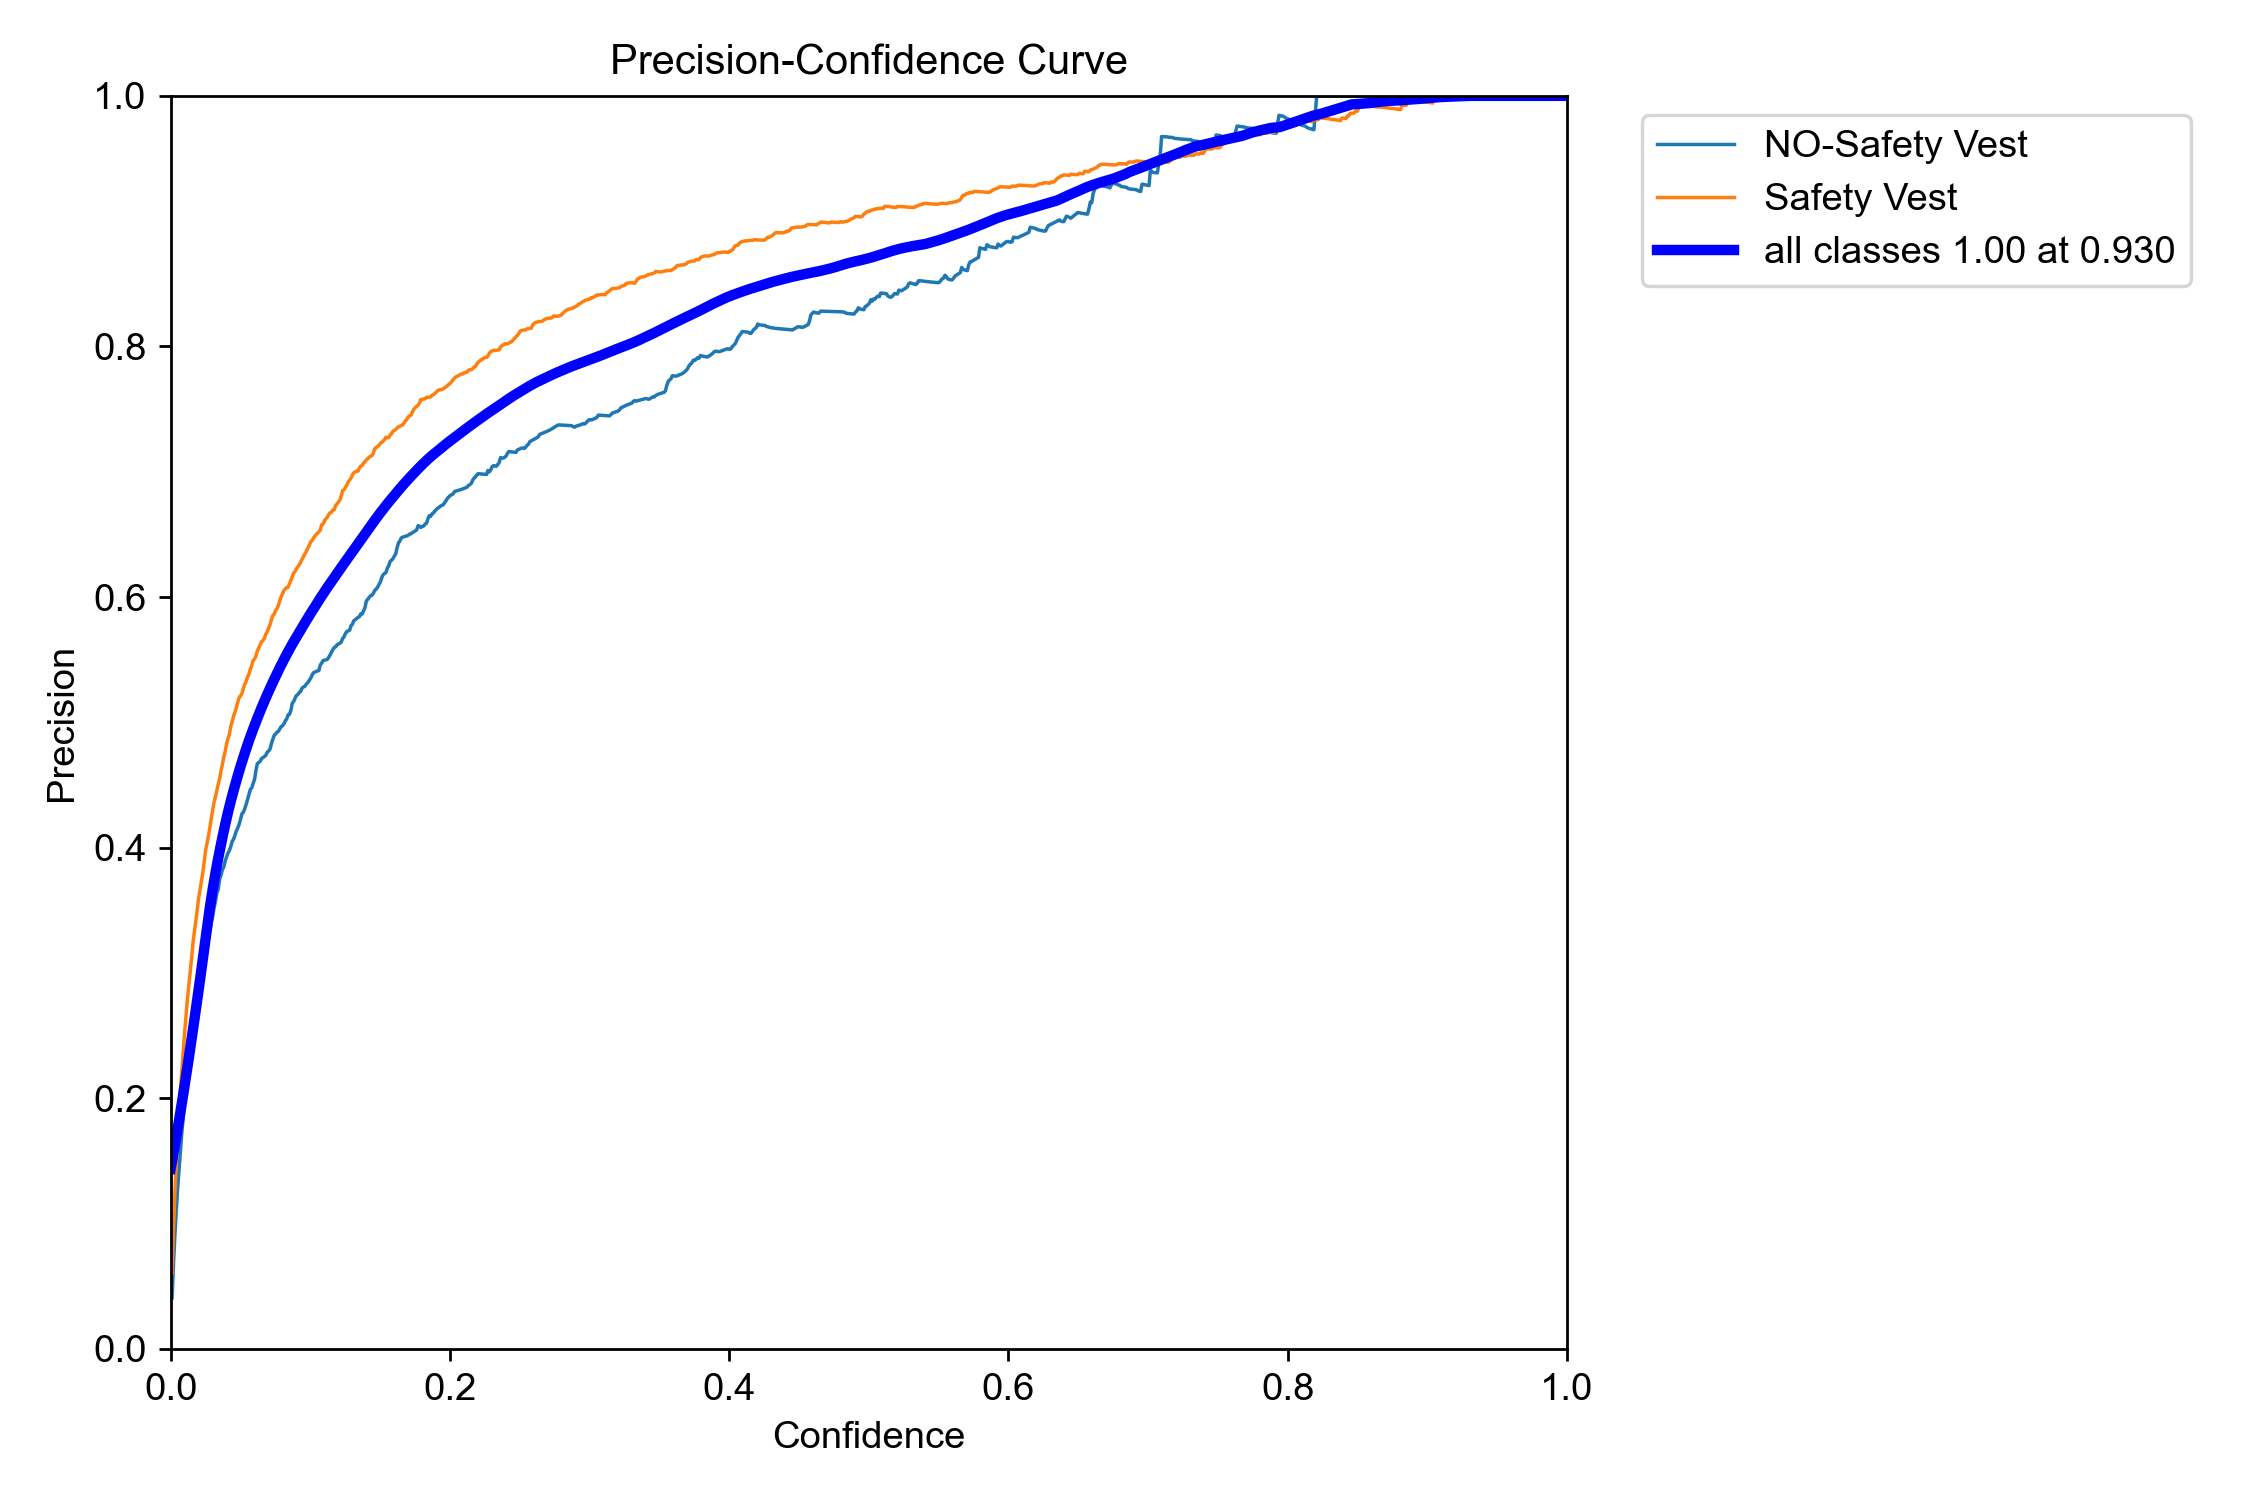 Precision-Confidence Curve
1.0
0.8
0.6
0.4
0.2
0.0
Precision
0.0 0.2 0.4 0.6 0.8 1.0
Confidence
NO-Safety Vest
Safety Vest
all classes 1.00 at 0.930